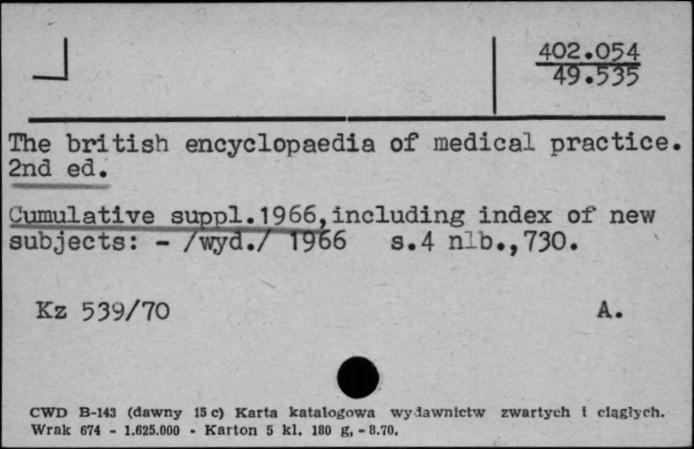 402.054
49.535
The british encyclopaedia of medical practice.
2nd ed.
Cumulative suppl.1966,including index of new
subjects: - /wyd./ 1966 s.4 nlb.,730.
Kz 539/70 A.
CWD B-143 (dawny 15 c) Karta katalogowa wydawnictw zwartych i ciągłych.
Wrak 674 - 1.625.000 - Karton 5 kl. 180 g. - 8.70.